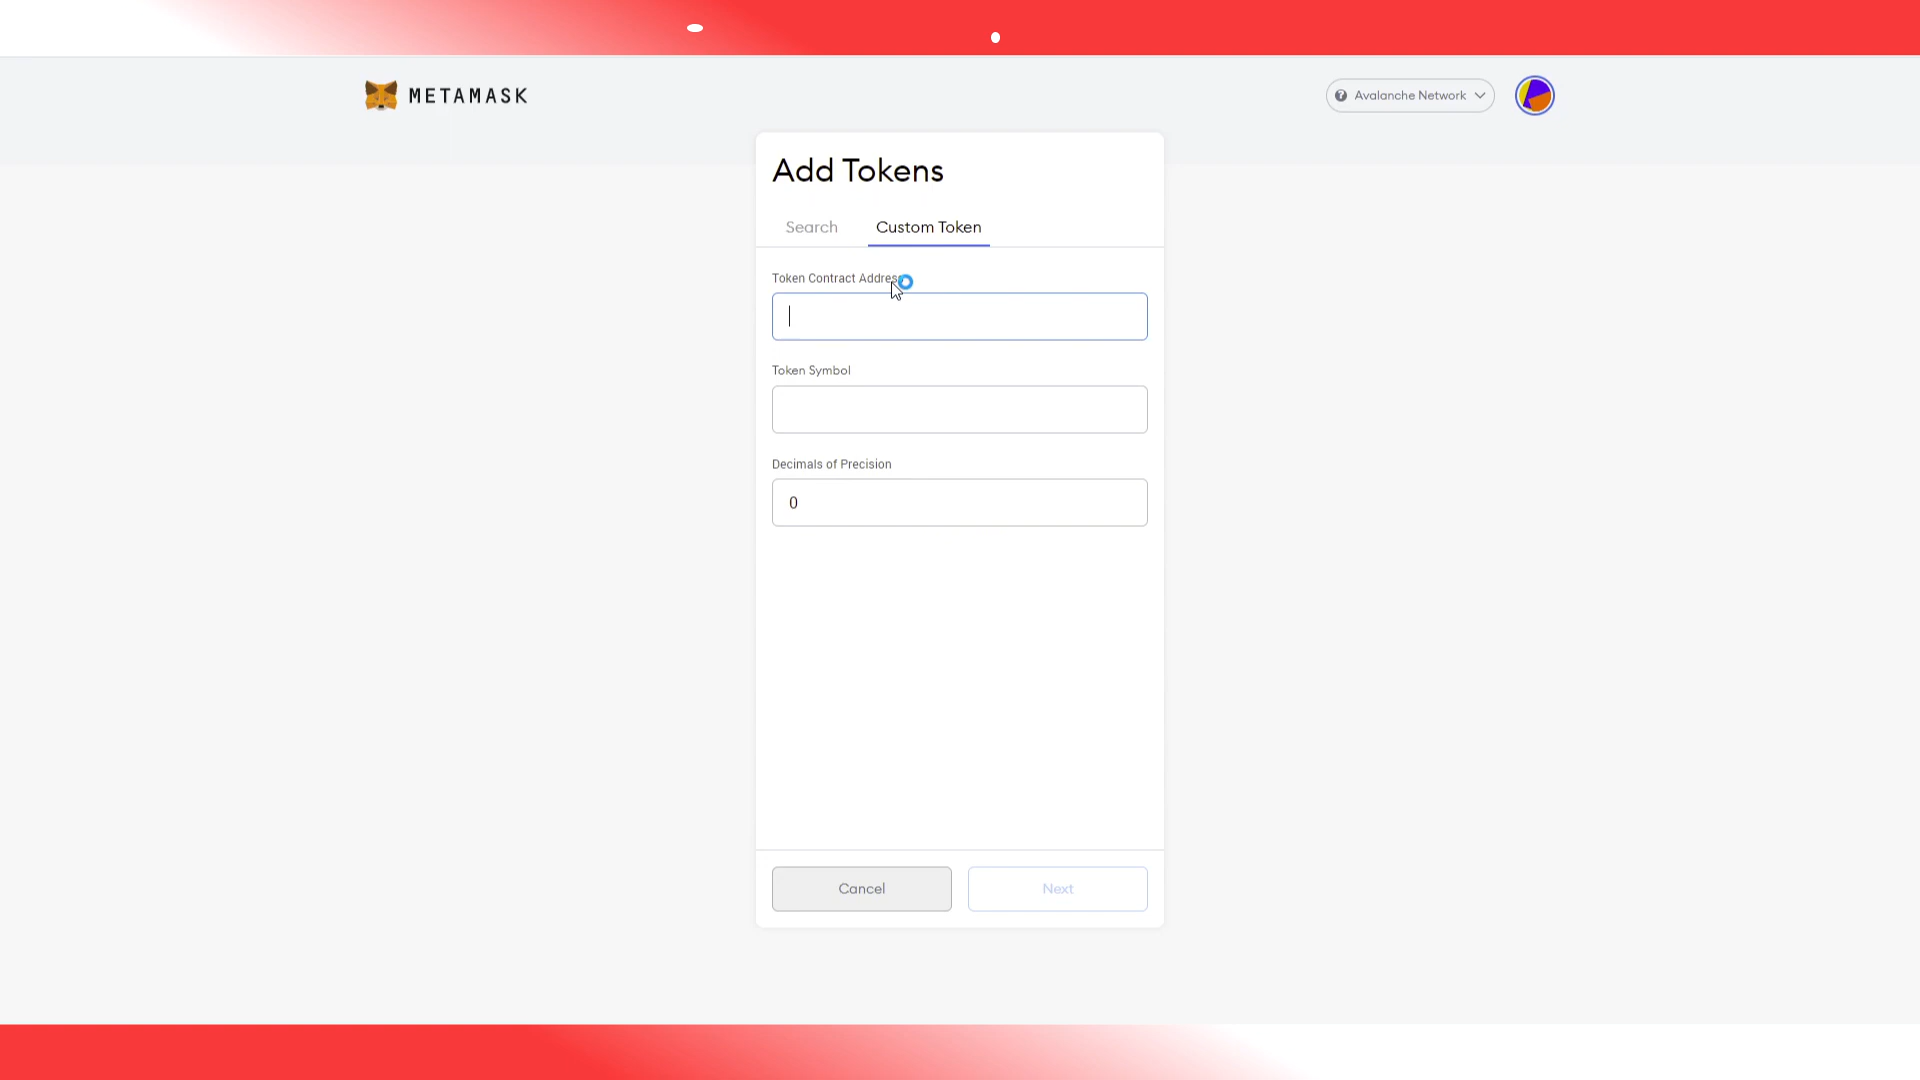 METAMASK
Avalanche Network
Add Tokens
Search
Custom Token
Token Contract Address
Token Symbol
Decimals of Precision
0
Cancel
Next